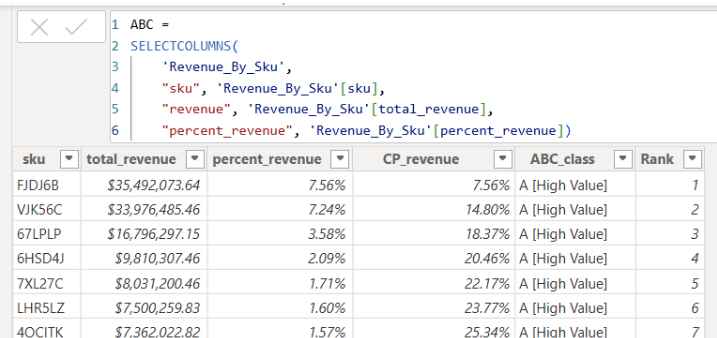 1 ABC =
2 SELECTCOLUMNS(
3 'Revenue_By_Sku',
4 "sku", 'Revenue_By_Sku'[sku],
5 "revenue", 'Revenue_By_Sku'[total_revenue],
6 "percent_revenue", 'Revenue_By_Sku'[percent_revenue])
sku total_revenue percent_revenue CP_revenue ABC_class Rank
FJDJ6B $35,492,073.64 7.56% 7.56% A [High Value] 1
VJK56C $33,976,485.46 7.24% 14.80% A [High Value] 2
67LPLP $16,796,297.15 3.58% 18.37% A [High Value] 3
6HSD4J $9,810,307.46 2.09% 20.46% A [High Value] 4
7XL27C $8,031,200.46 1.71% 22.17% A [High Value] 5
LHR5LZ $7,500,259.83 1.60% 23.77% A [High Value] 6
4OCITK $7,362,022.82 1.57% 25.34% A [High Value] 7